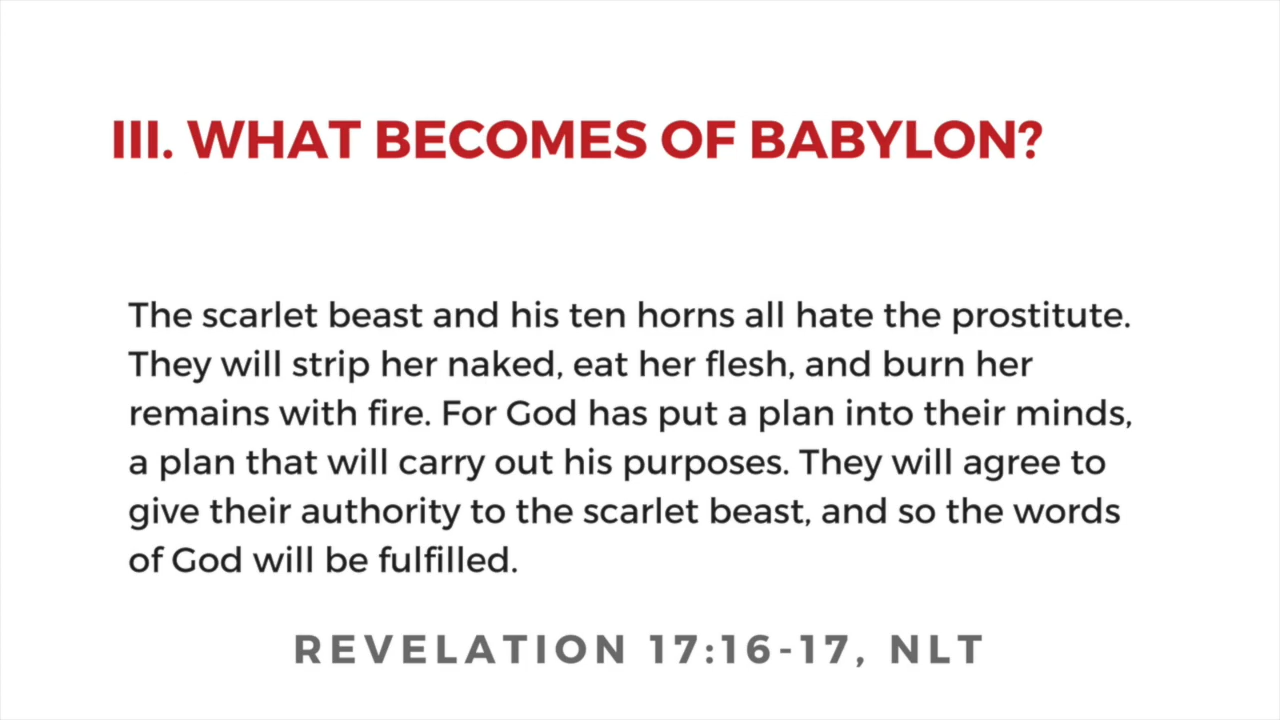 III. WHAT BECOMES OF BABYLON?
The scarlet beast and his ten horns all hate the prostitute.
They will strip her naked, eat her flesh, and burn her
remains with fire. For God has put a plan into their minds,
a plan that will carry out his purposes. They will agree to
give their authority to the scarlet beast, and so the words
of God will be fulfilled.
REVELATION 17:16-17, NLT